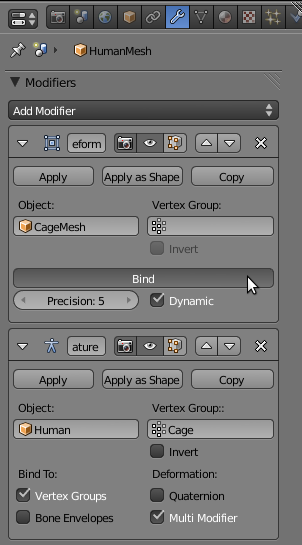 HumanMesh
Modifiers
Add Modifier
eform
Apply Apply as Shape Copy
Object: Vertex Group:
CageMesh
Invert
Bind
Precision: 5 Dynamic
ature
Apply Apply as Shape Copy
Object: Vertex Group::
Human Cage
Invert
Bind To: Deformation:
Vertex Groups Quaternion
Bone Envelopes Multi Modifier